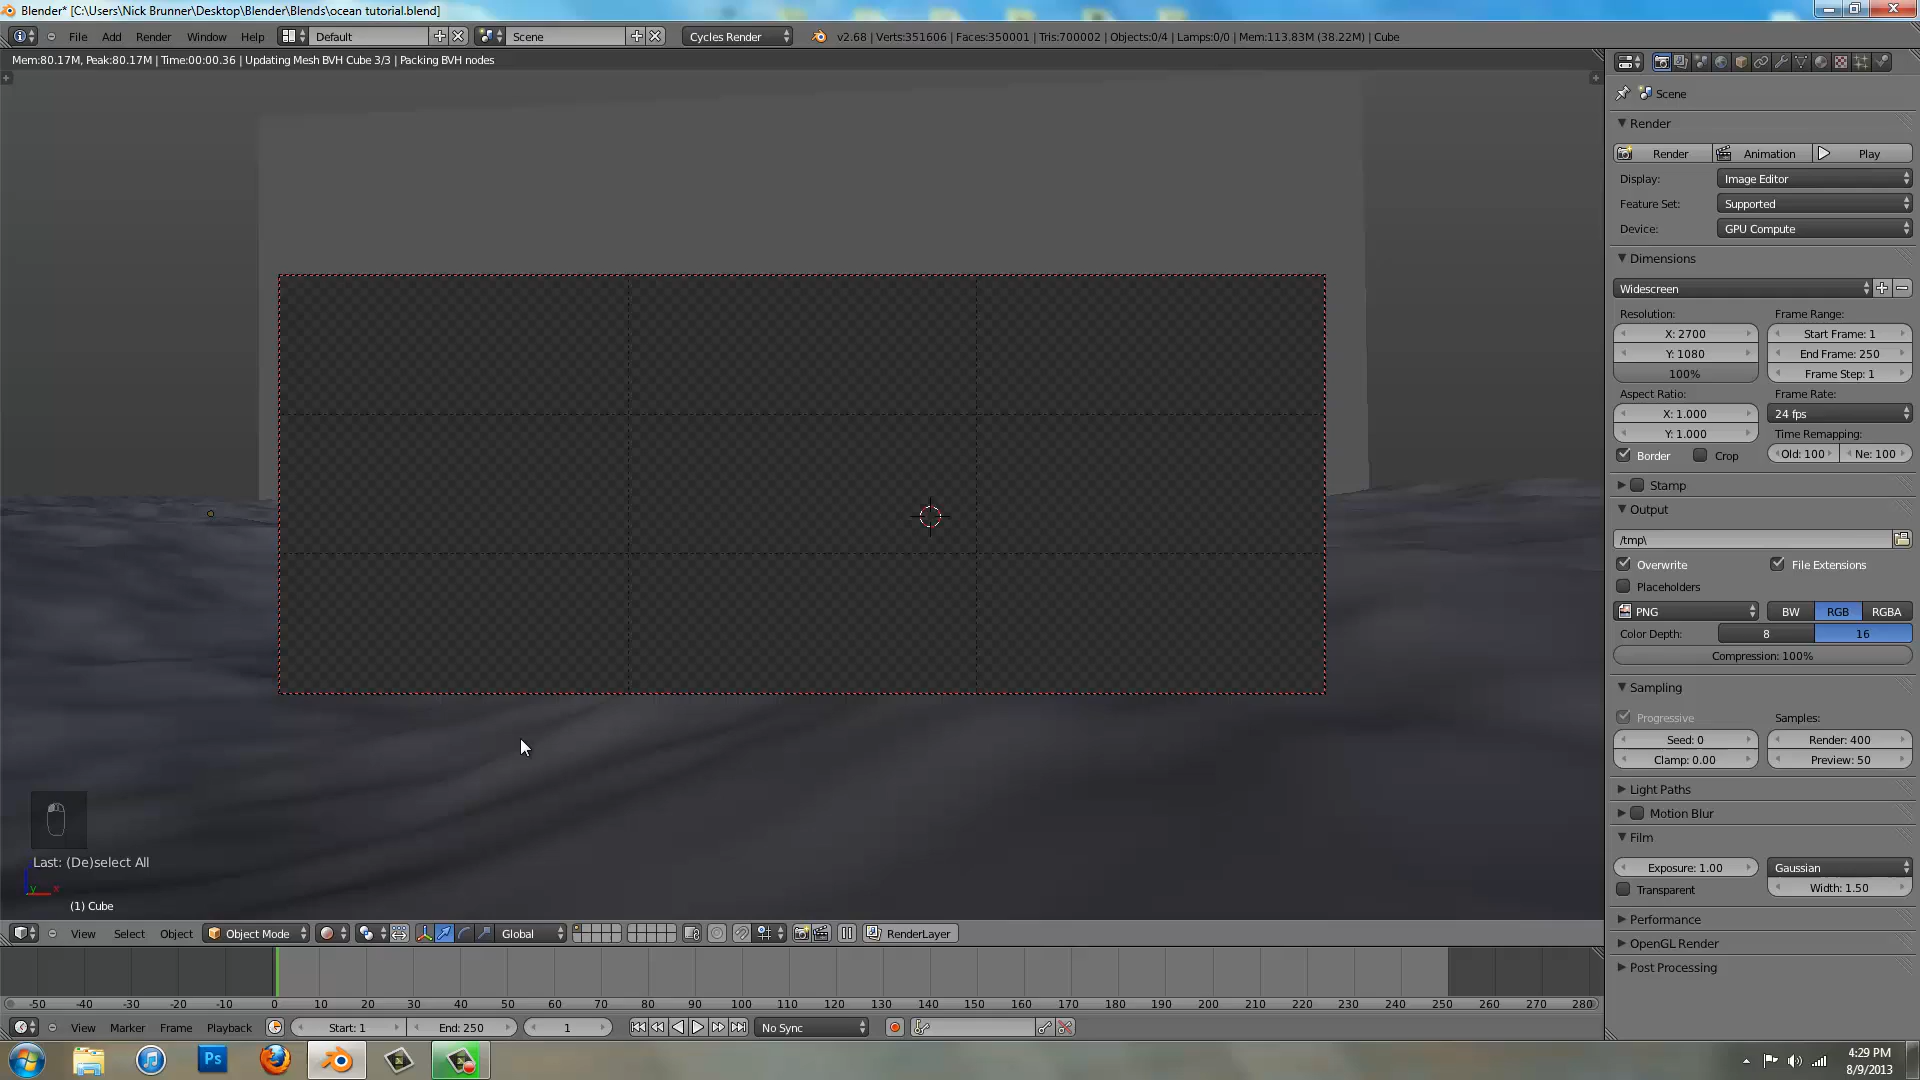 Blender* [C:\Users\Nick Brunner\Desktop\Blender\Blends\ocean tutorial.blend]
File Add Render Window Help Default Scene Cycles Render v2.68 | Verts:351606 | Faces:350001 | Tris:700002 | Objects:0/4 | Lamps:0/0 | Mem:113.83M (38.22M) | Cube
Mem:80.17M, Peak:80.17M | Time:00:00.36 | Updating Mesh BVH Cube 3/3 | Packing BVH nodes
Scene
Render
Render Animation Play
Display: Image Editor
Feature Set: Supported
Device: GPU Compute
Dimensions
Widescreen
Resolution: Frame Range:
X: 2700 Start Frame: 1
Y: 1080 End Frame: 250
100% Frame Step: 1
Aspect Ratio: Frame Rate:
X: 1.000 24 fps
Y: 1.000 Time Remapping:
Border Crop Old: 100 Ne: 100
Stamp
Output
/tmp\
Overwrite File Extensions
Placeholders
PNG BW RGB RGBA
Color Depth: 8 16
Compression: 100%
Sampling
Progressive Samples:
Seed: 0 Render: 400
Clamp: 0.00 Preview: 50
Light Paths
Motion Blur
Film
Exposure: 1.00 Gaussian
Transparent Width: 1.50
Performance
OpenGL Render
Post Processing
Last: (De)select All
y x
(1) Cube
View Select Object Object Mode Global RenderLayer
-50 -40 -30 -20 -10 0 10 20 30 40 50 60 70 80 90 100 110 120 130 140 150 160 170 180 190 200 210 220 230 240 250 260 270 280
View Marker Frame Playback Start: 1 End: 250 1 No Sync
Ps
4:29 PM
8/9/2013